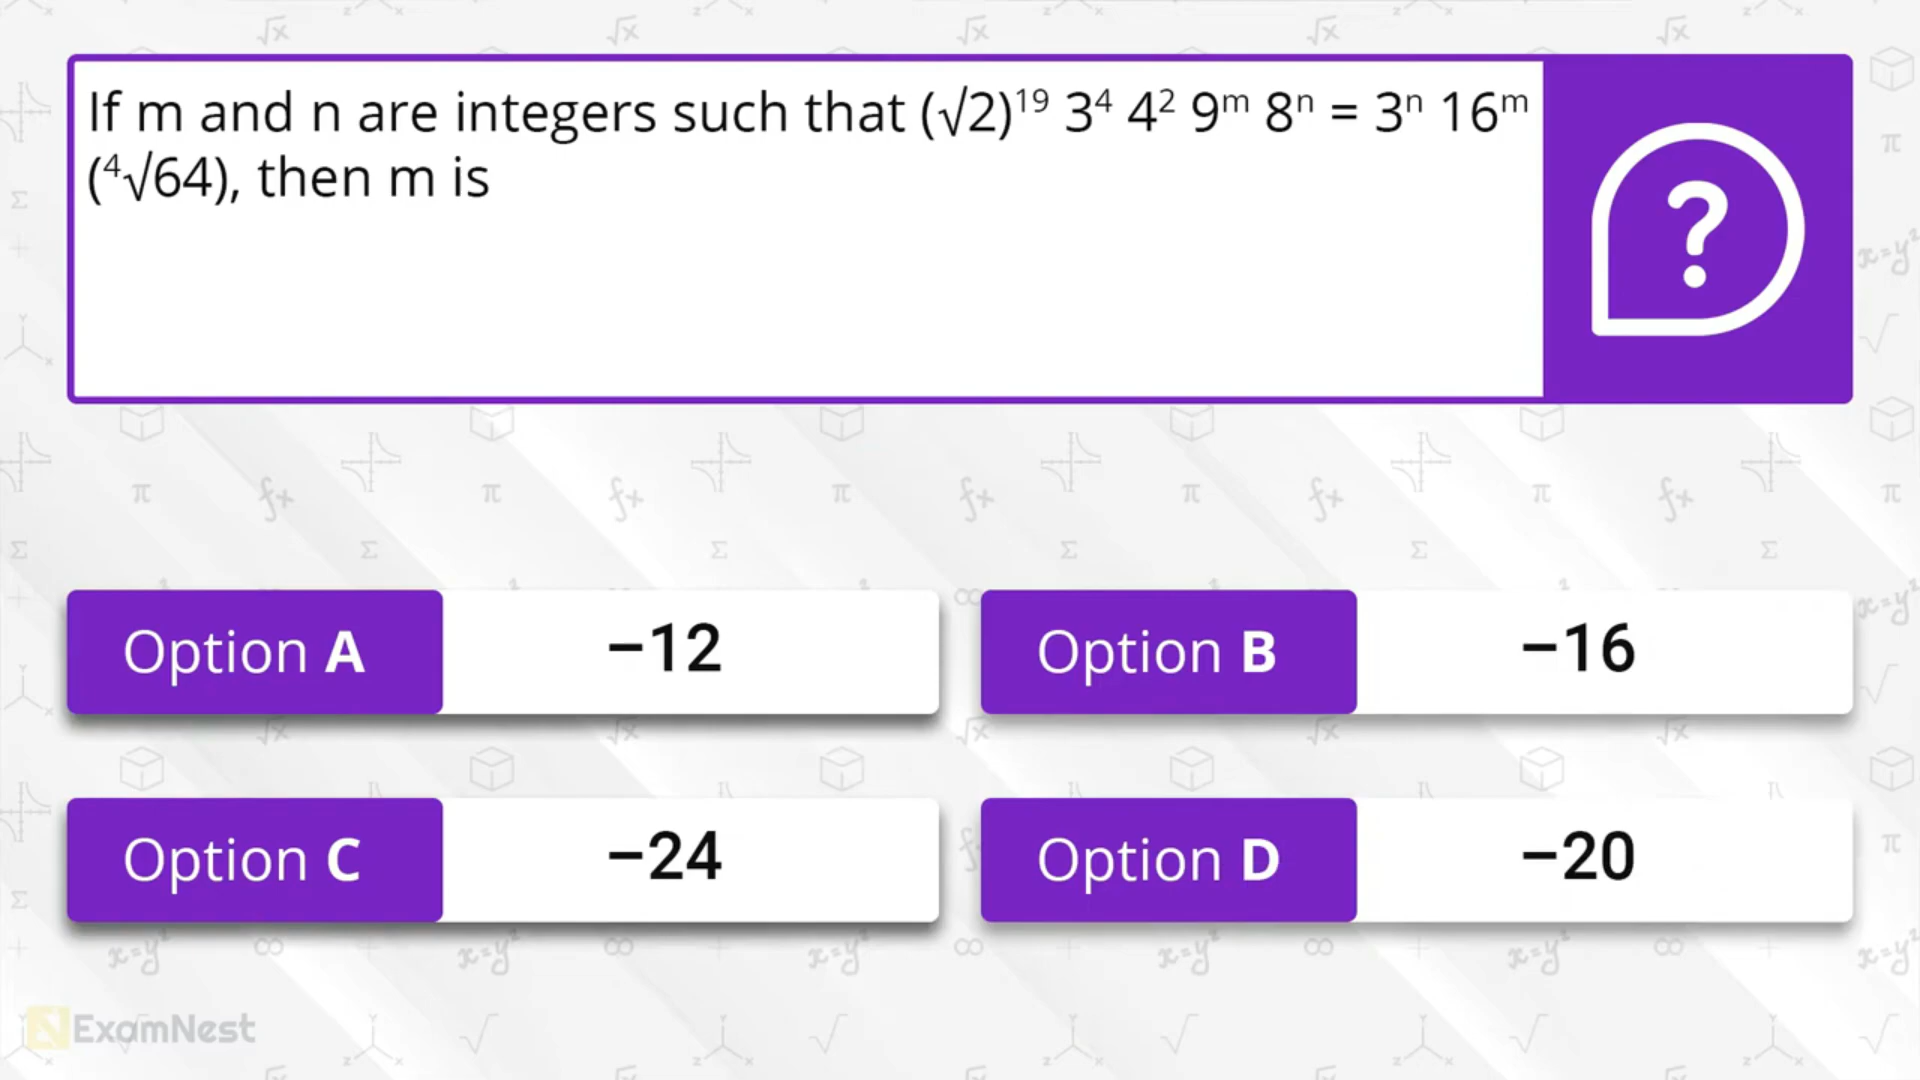 If m and n are integers such that (√2)¹⁹ 3⁴ 4² 9ᵐ 8ⁿ = 3ⁿ 16ᵐ
(⁴√64), then m is
?
Option A
−12
Option B
−16
Option C
−24
Option D
−20
ExamNest